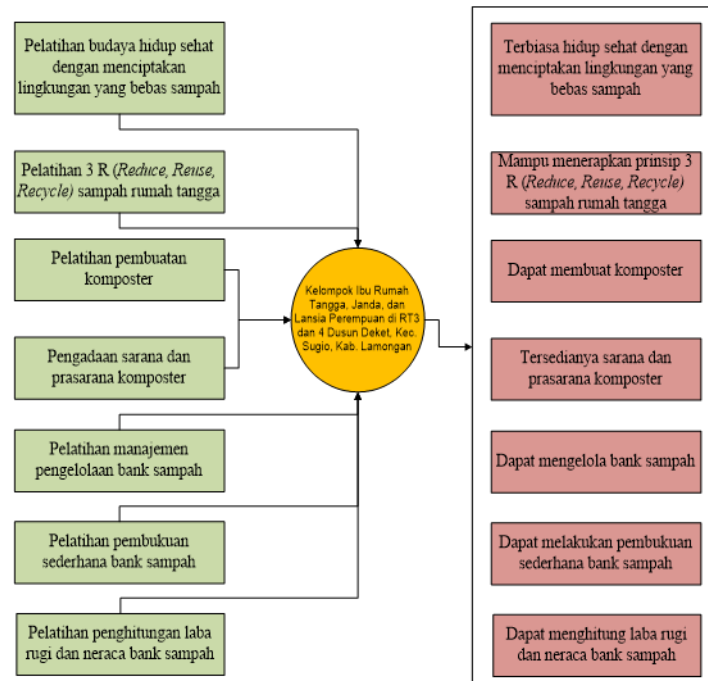 Pelatihan budaya hidup sehat
dengan menciptakan
lingkungan yang bebas sampah
Pelatihan 3 R (Reduce, Reuse,
Recycle) sampah rumah tangga
Pelatihan pembuatan
komposter
Pengadaan sarana dan
prasarana komposter
Pelatihan manajemen
pengelolaan bank sampah
Pelatihan pembukuan
sederhana bank sampah
Pelatihan penghitungan laba
rugi dan neraca bank sampah
Kelompok Ibu Rumah
Tangga, Janda, dan
Lansia Perempuan di RT3
dan 4 Dusun Deket, Kec.
Sugio, Kab. Lamongan
Terbiasa hidup sehat dengan
menciptakan lingkungan yang
bebas sampah
Mampu menerapkan prinsip 3
R (Reduce, Reuse, Recycle)
sampah rumah tangga
Dapat membuat komposter
Tersedianya sarana dan
prasarana komposter
Dapat mengelola bank sampah
Dapat melakukan pembukuan
sederhana bank sampah
Dapat menghitung laba rugi
dan neraca bank sampah